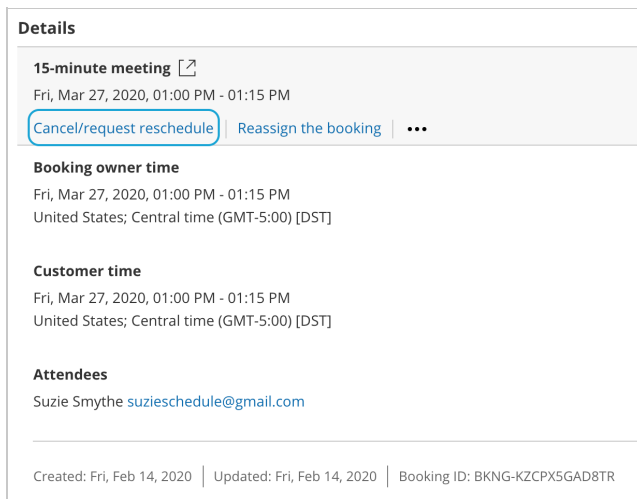 Details
15-minute meeting
Fri, Mar 27, 2020, 01:00 PM - 01:15 PM
Cancel/request reschedule | Reassign the booking | •••
Booking owner time
Fri, Mar 27, 2020, 01:00 PM - 01:15 PM
United States; Central time (GMT-5:00) [DST]
Customer time
Fri, Mar 27, 2020, 01:00 PM - 01:15 PM
United States; Central time (GMT-5:00) [DST]
Attendees
Suzie Smythe suzieschedule@gmail.com
Created: Fri, Feb 14, 2020 | Updated: Fri, Feb 14, 2020 | Booking ID: BKNG-KZCPX5GAD8TR